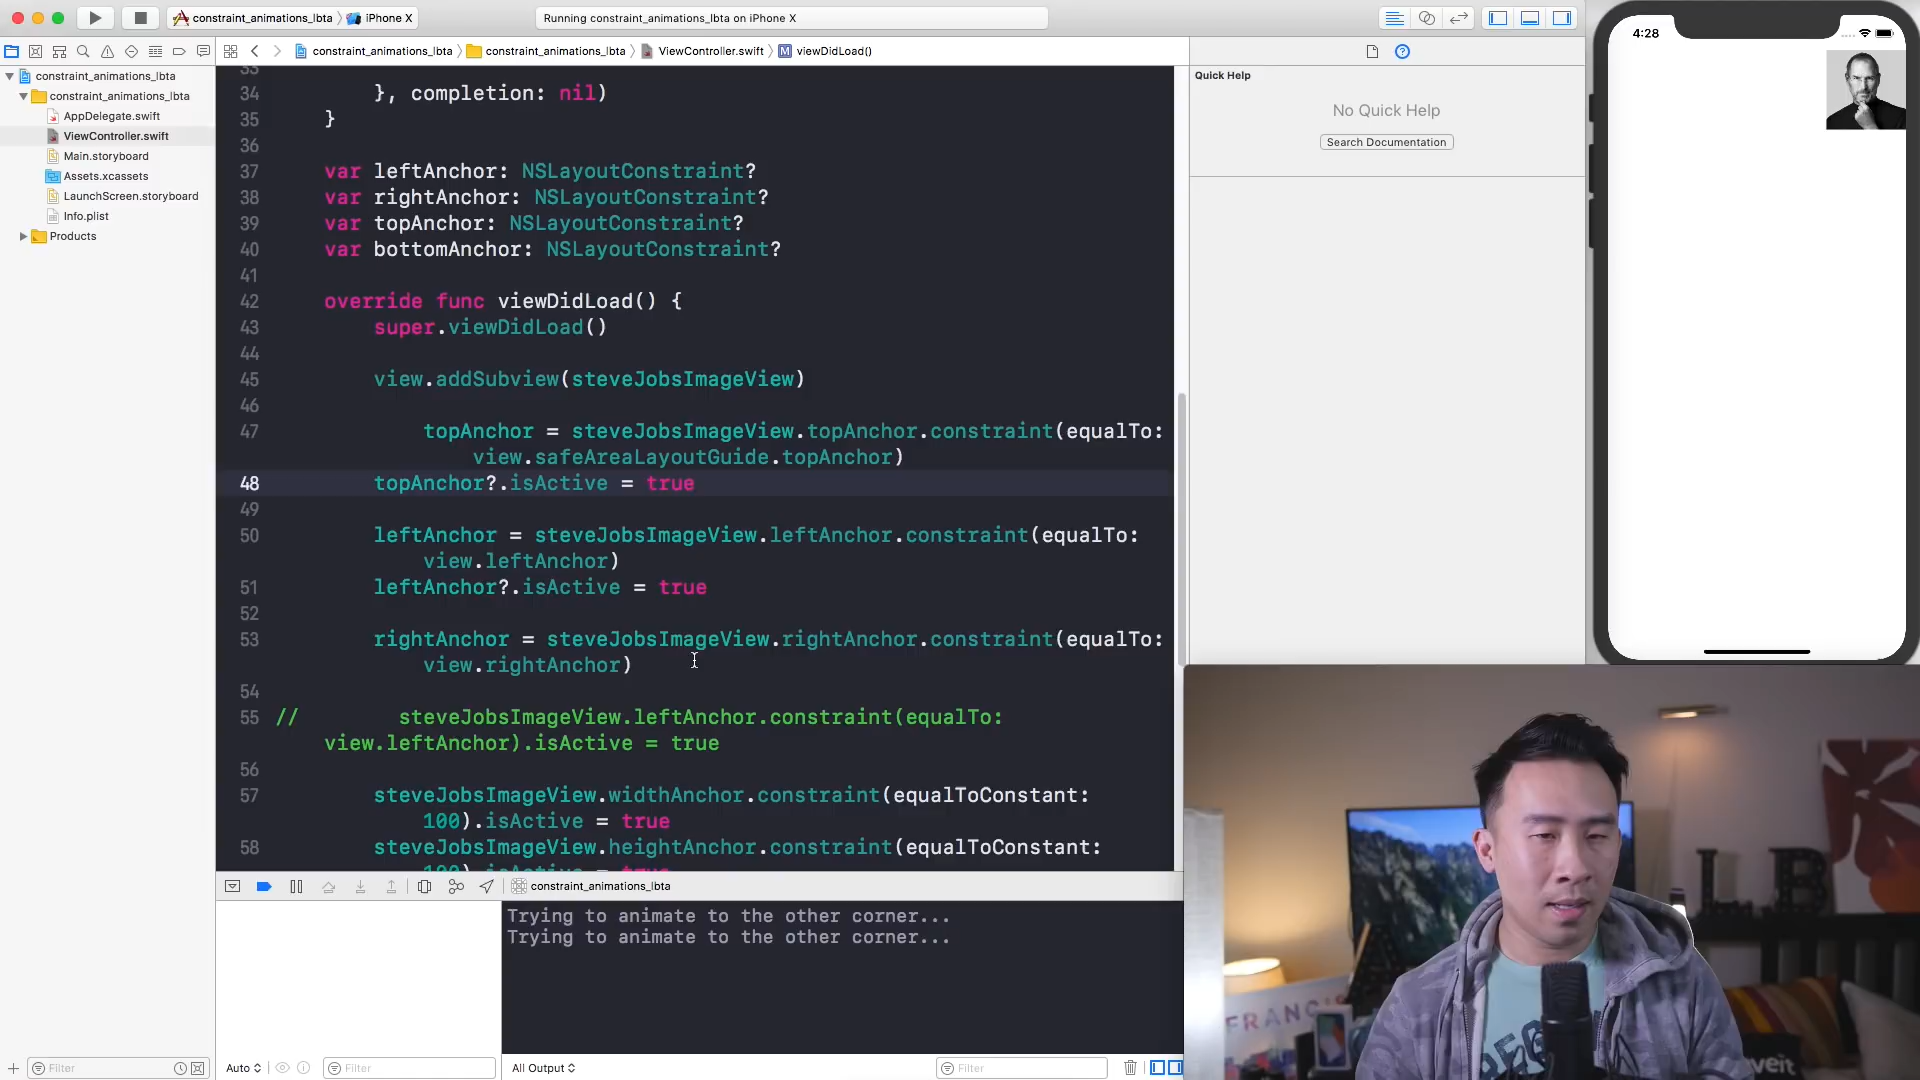 constraint_animations_lbta
iPhone X
Running constraint_animations_lbta on iPhone X
4:28
constraint_animations_lbta
constraint_animations_lbta
ViewController.swift
M
viewDidLoad()
Quick Help
No Quick Help
Search Documentation
constraint_animations_lbta
constraint_animations_lbta
AppDelegate.swift
ViewController.swift
Main.storyboard
Assets.xcassets
LaunchScreen.storyboard
Info.plist
Products
33
34 }, completion: nil)
35 }
36
37 var leftAnchor: NSLayoutConstraint?
38 var rightAnchor: NSLayoutConstraint?
39 var topAnchor: NSLayoutConstraint?
40 var bottomAnchor: NSLayoutConstraint?
41
42 override func viewDidLoad() {
43 super.viewDidLoad()
44
45 view.addSubview(steveJobsImageView)
46
47 topAnchor = steveJobsImageView.topAnchor.constraint(equalTo:
view.safeAreaLayoutGuide.topAnchor)
48 topAnchor?.isActive = true
49
50 leftAnchor = steveJobsImageView.leftAnchor.constraint(equalTo:
view.leftAnchor)
51 leftAnchor?.isActive = true
52
53 rightAnchor = steveJobsImageView.rightAnchor.constraint(equalTo:
view.rightAnchor)
54
55 // steveJobsImageView.leftAnchor.constraint(equalTo:
view.leftAnchor).isActive = true
56
57 steveJobsImageView.widthAnchor.constraint(equalToConstant:
100).isActive = true
58 steveJobsImageView.heightAnchor.constraint(equalToConstant:
100).isActive = true
constraint_animations_lbta
Trying to animate to the other corner...
Trying to animate to the other corner...
Filter
Auto
Filter
All Output
Filter
L B
FRANCIS
veit